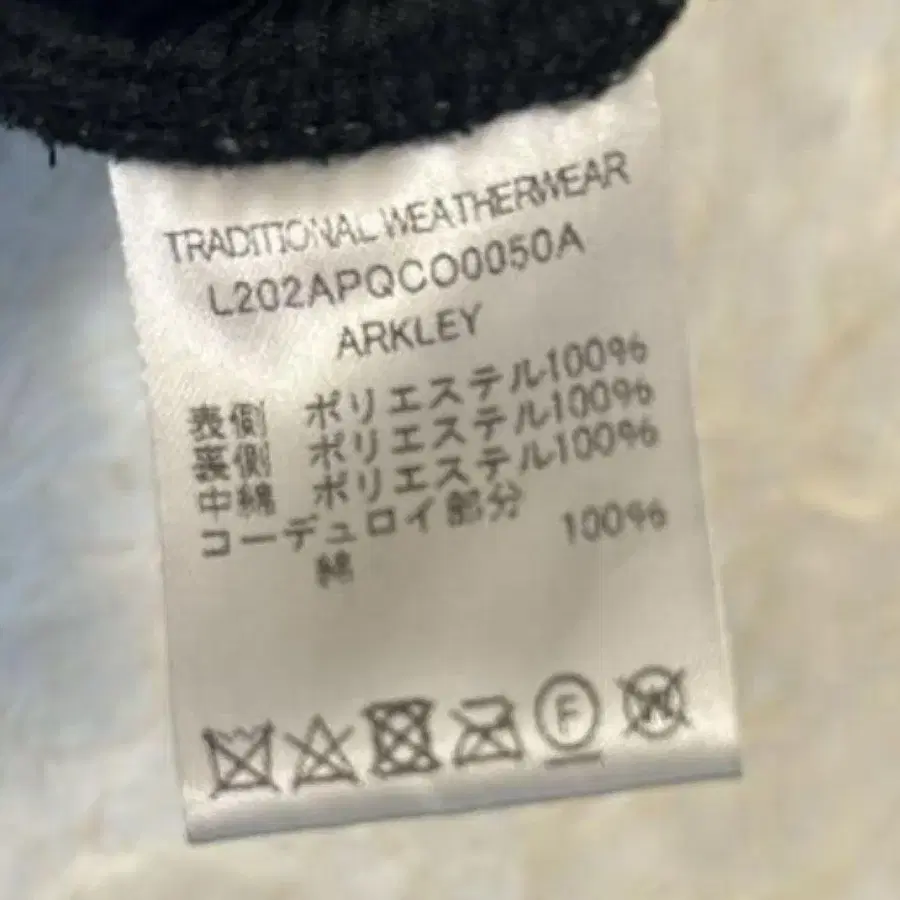 TRADITIONAL WEATHERWEAR
L202APQCO0050A
ARKLEY
表側 ポリエステル100%
裏側 ポリエステル100%
中綿 ポリエステル100%
コーデュロイ部分
綿 100%
F
W